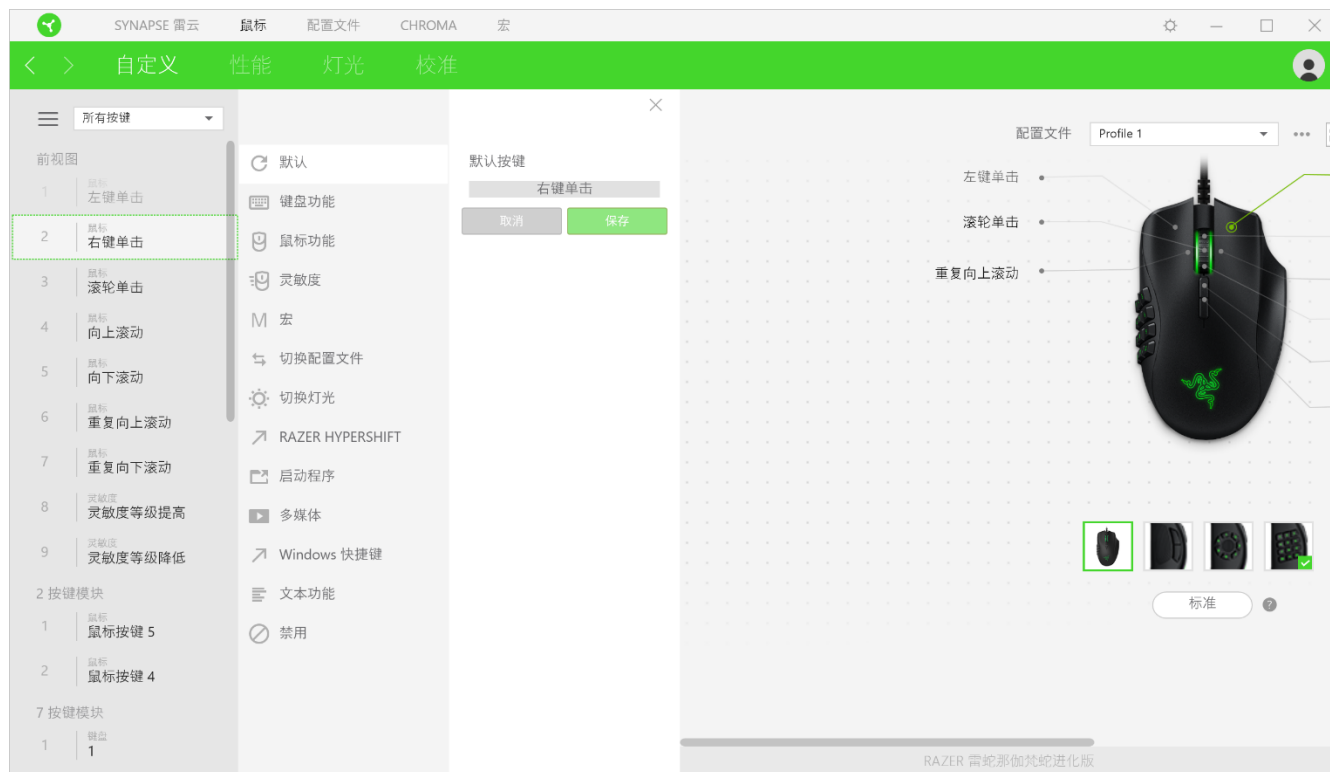 SYNAPSE 雷云
鼠标
配置文件
CHROMA
宏
自定义
性能
灯光
校准
所有按键
前视图
1
鼠标
左键单击
2
鼠标
右键单击
3
鼠标
滚轮单击
4
鼠标
向上滚动
5
鼠标
向下滚动
6
鼠标
重复向上滚动
7
鼠标
重复向下滚动
8
灵敏度
灵敏度等级提高
9
灵敏度
灵敏度等级降低
2 按键模块
1
鼠标
鼠标按键 5
2
鼠标
鼠标按键 4
7 按键模块
1
键盘
1
默认
键盘功能
鼠标功能
灵敏度
M 宏
切换配置文件
切换灯光
RAZER HYPERSHIFT
启动程序
多媒体
Windows 快捷键
文本功能
禁用
默认按键
右键单击
取消
保存
配置文件
Profile 1
左键单击
滚轮单击
重复向上滚动
标准
?
RAZER 雷蛇那伽梵蛇进化版